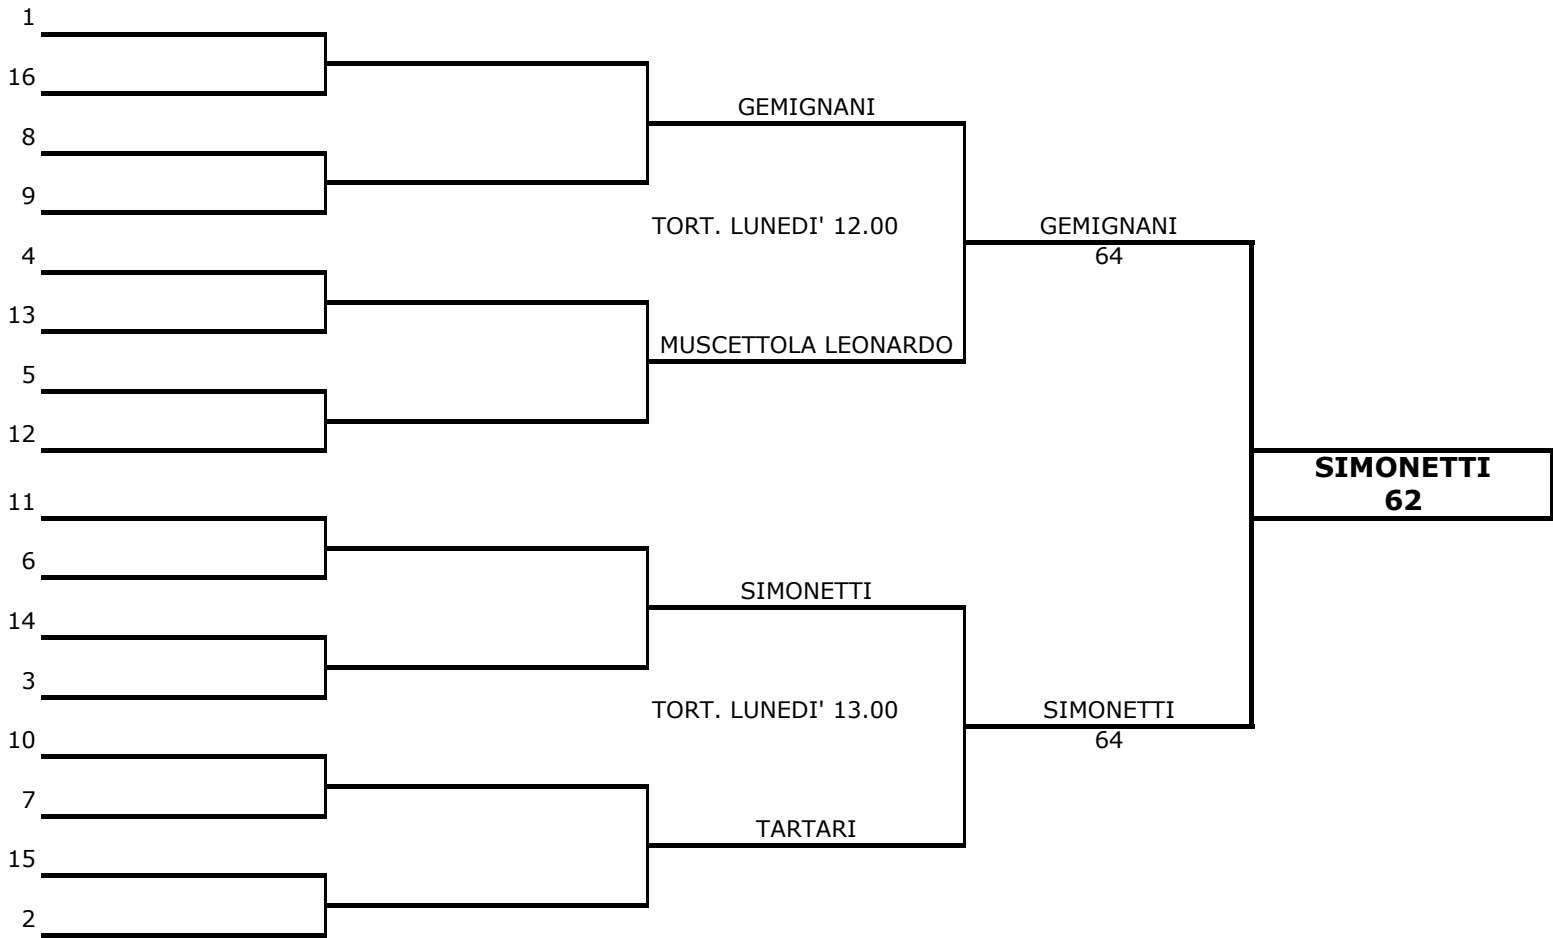 1
16
GEMIGNANI
8
9
TORT. LUNEDI' 12.00
GEMIGNANI
64
4
13
MUSCETTOLA LEONARDO
5
12
SIMONETTI
62
11
6
SIMONETTI
14
3
TORT. LUNEDI' 13.00
SIMONETTI
64
10
7
TARTARI
15
2